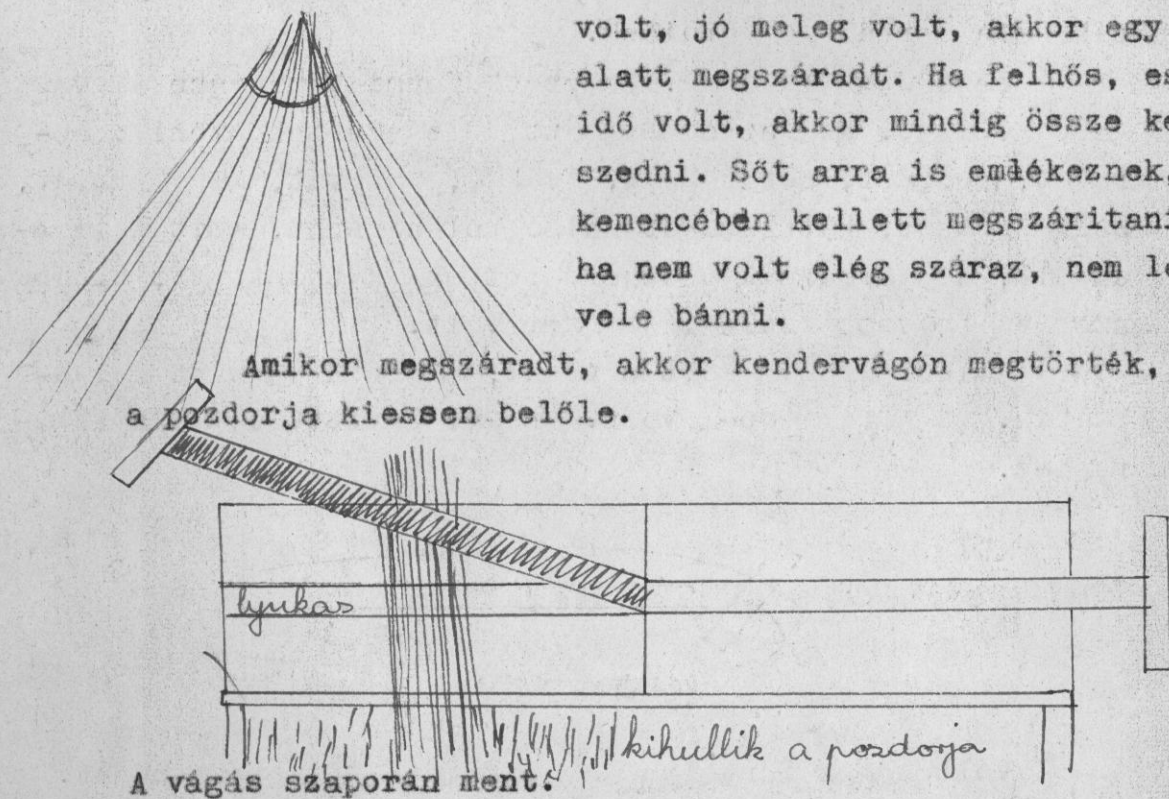 volt, jó meleg volt, akkor egy
alatt megszáradt. Ha felhős, es
idő volt, akkor mindig össze ke
szedni. Sőt arra is emlékeznek,
kemencében kellett megszáritani
ha nem volt elég száraz, nem le
vele bánni.
Amikor megszáradt, akkor kendervágón megtörték,
a pozdorja kiessen belőle.
lyukas
kihullik a pozdorja
A vágás szaporán ment.